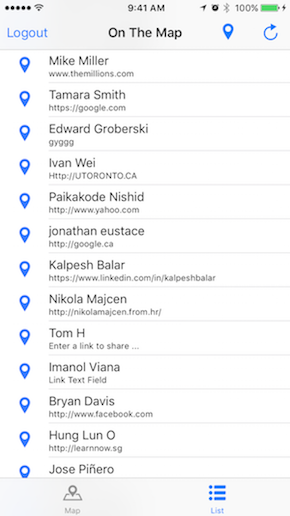 9:41 AM
100%
Logout
On The Map
Mike Miller
www.themillions.com
Tamara Smith
https://google.com
Edward Groberski
gyggg
Ivan Wei
Http://UTORONTO.CA
Paikakode Nishid
http://www.yahoo.com
jonathan eustace
http://google.ca
Kalpesh Balar
https://www.linkedin.com/in/kalpeshbalar
Nikola Majcen
http://nikolamajcen.from.hr/
Tom H
Enter a link to share ...
Imanol Viana
Link Text Field
Bryan Davis
http://www.facebook.com
Hung Lun O
http://learnnow.sg
Jose Piñero
Map
List